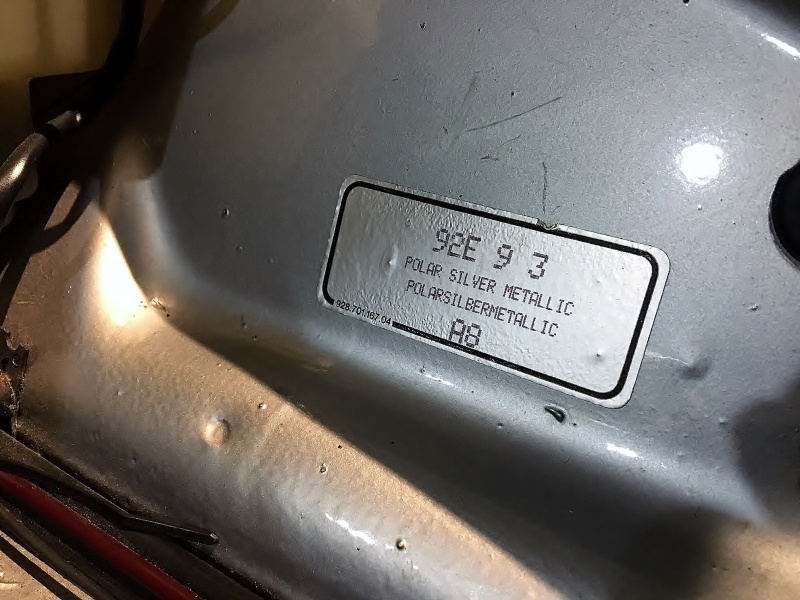 92E 9 3
POLAR SILVER METALLIC
POLARSILBERMETALLIC
928.701.167.04
A8